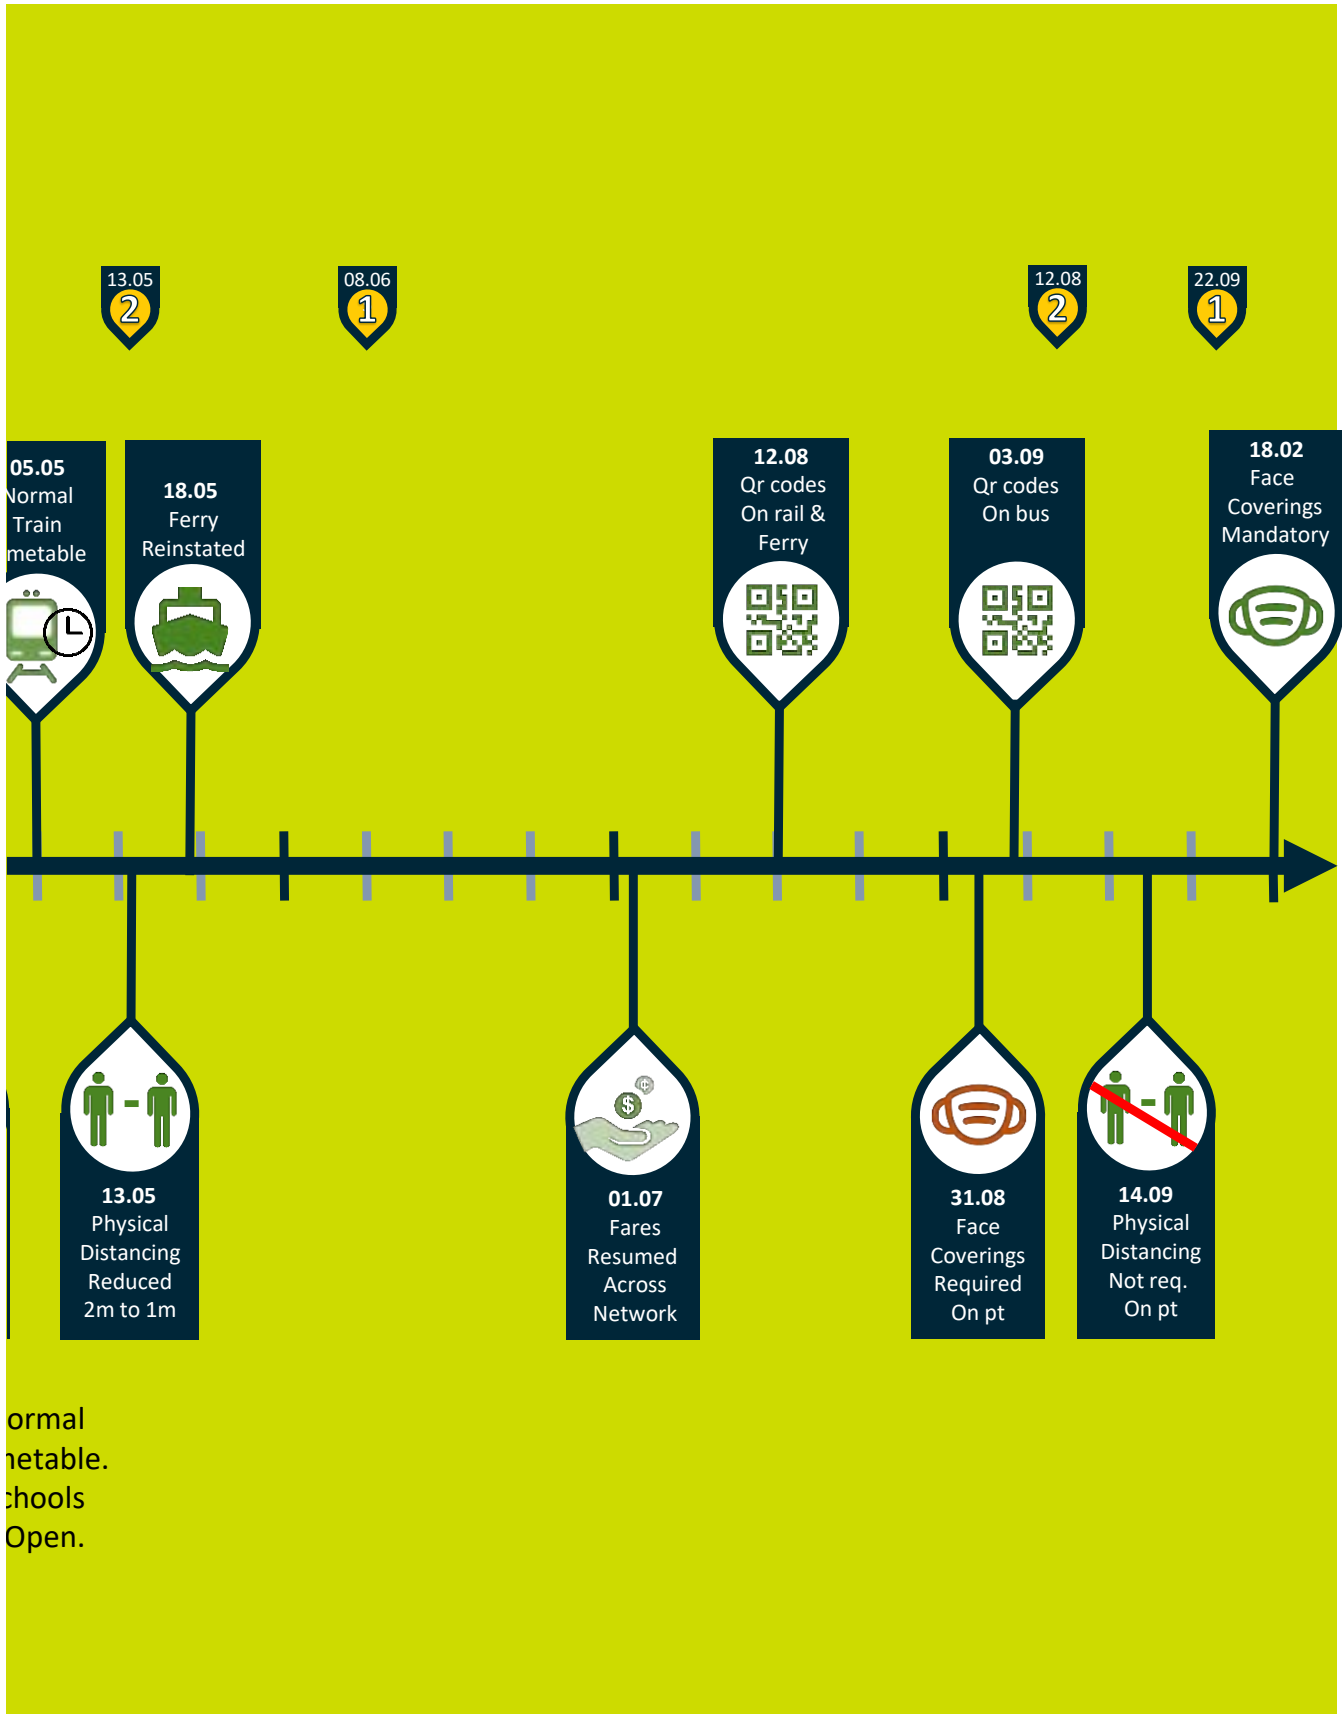 13.05
2
08.06
1
12.08
2
22.09
1
05.05
Normal
Train
metable
18.05
Ferry
Reinstated
12.08
Qr codes
On rail &
Ferry
03.09
Qr codes
On bus
18.02
Face
Coverings
Mandatory
13.05
Physical
Distancing
Reduced
2m to 1m
$
¢
01.07
Fares
Resumed
Across
Network
31.08
Face
Coverings
Required
On pt
14.09
Physical
Distancing
Not req.
On pt
ormal
netable.
chools
Open.